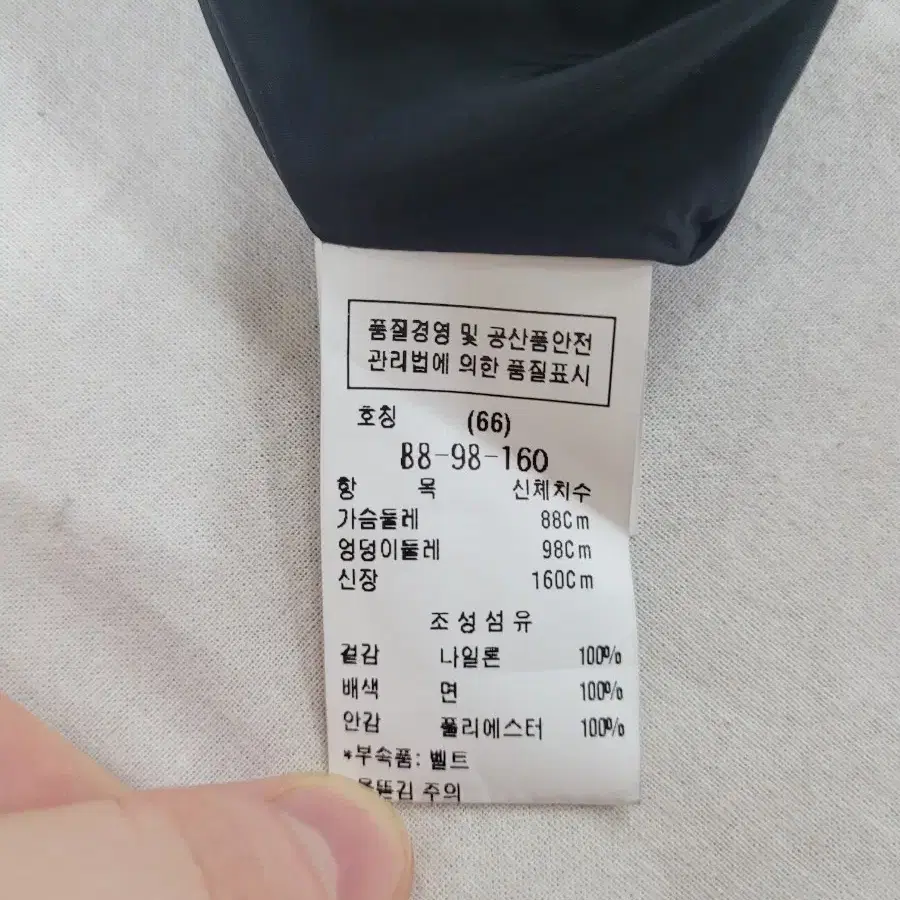 품질경영 및 공산품안전
관리법에 의한 품질표시
호칭 (66)
88-98-160
항 목 신체치수
가슴둘레 88Cm
엉덩이둘레 98Cm
신장 160Cm
조성섬유
겉감 나일론 100%
배색 면 100%
안감 폴리에스터 100%
*부속품: 벨트
주의